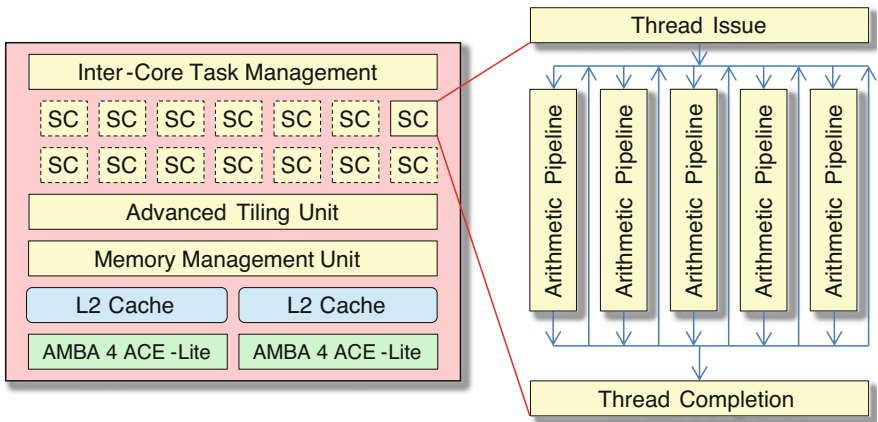 Inter-Core Task Management
SC SC SC SC SC SC SC
SC SC SC SC SC SC SC
Advanced Tiling Unit
Memory Management Unit
L2 Cache L2 Cache
AMBA 4 ACE -Lite AMBA 4 ACE -Lite
Thread Issue
Arithmetic Pipeline
Arithmetic Pipeline
Arithmetic Pipeline
Arithmetic Pipeline
Arithmetic Pipeline
Thread Completion